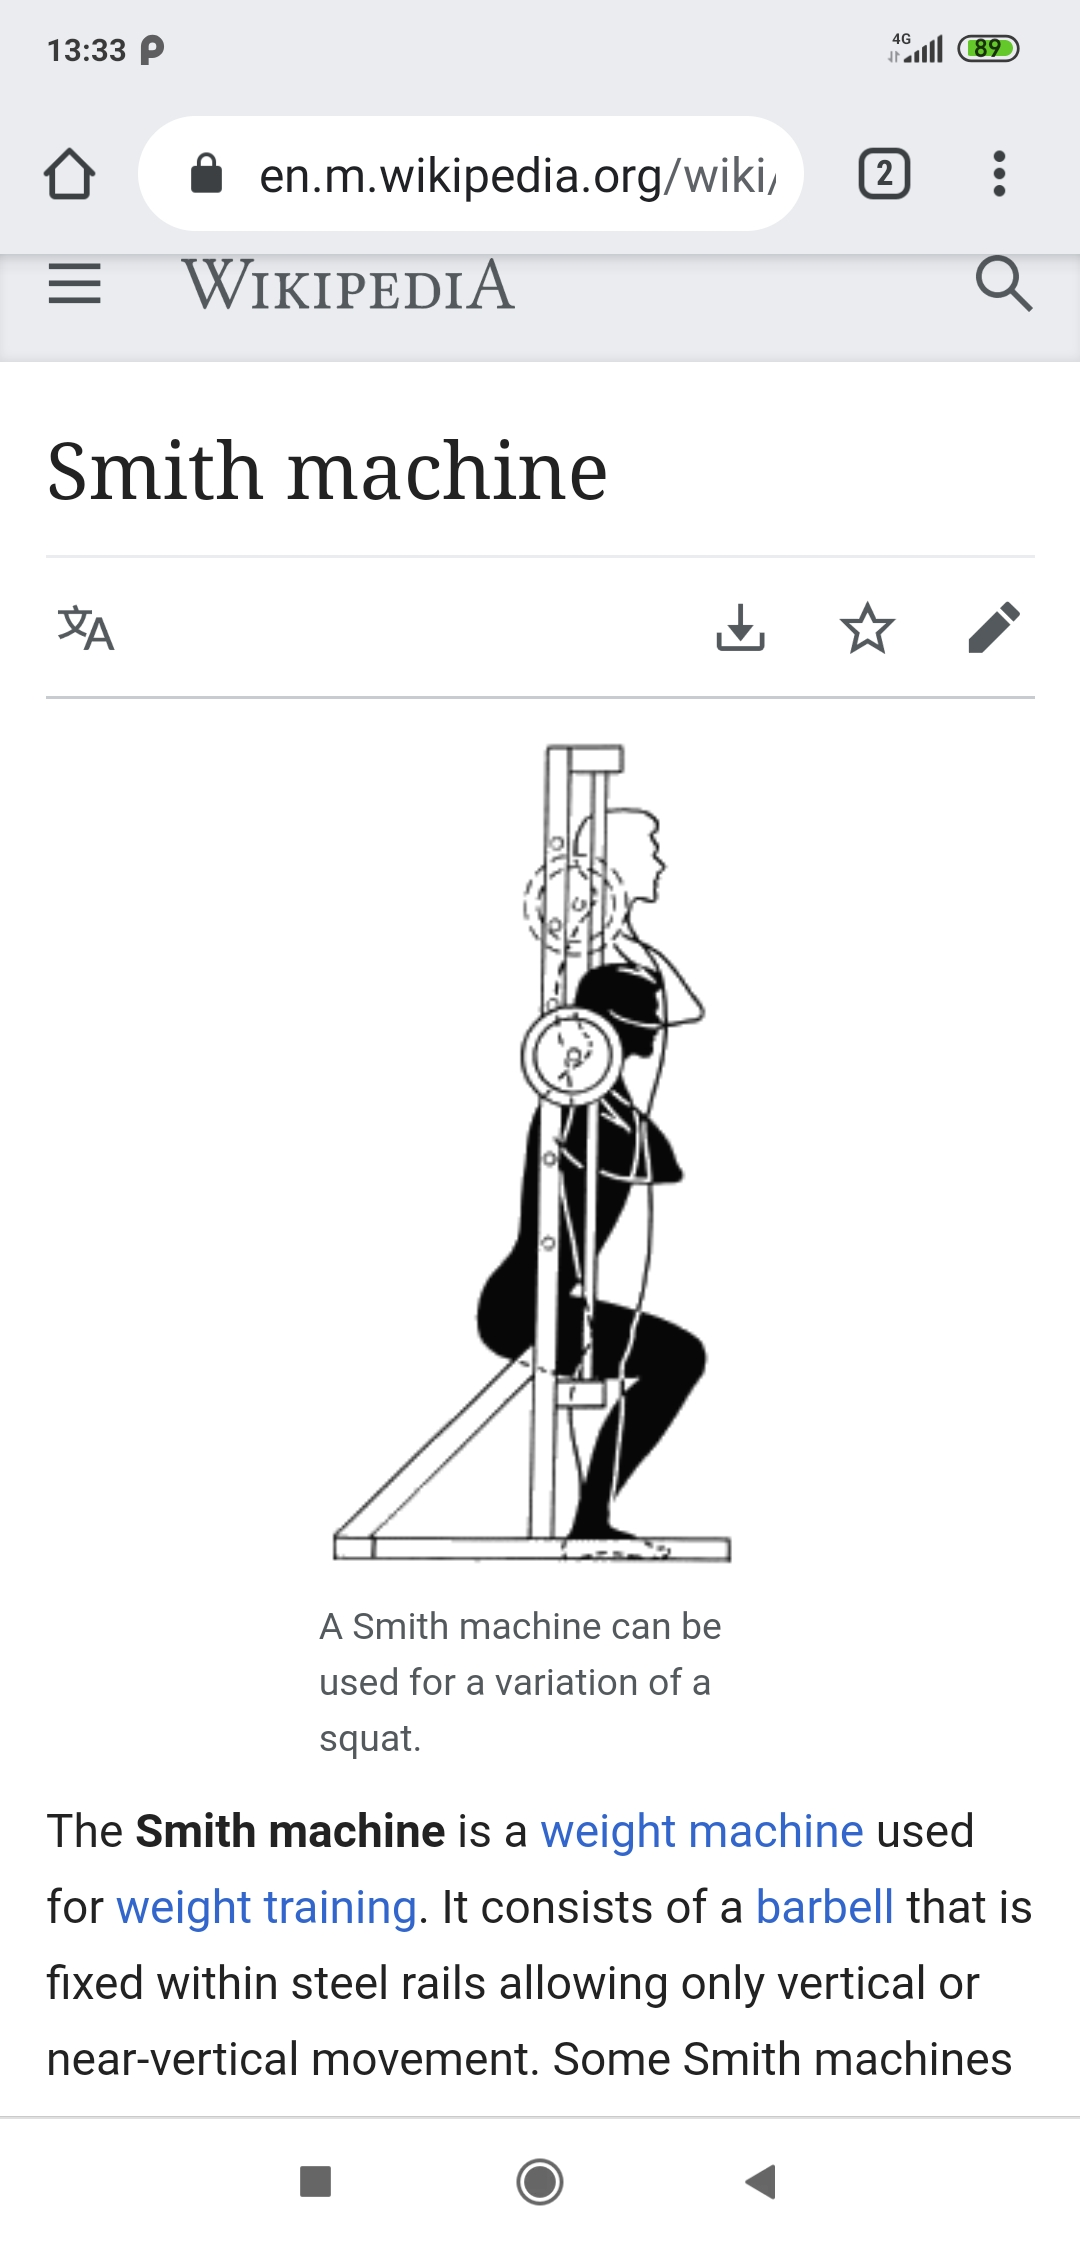 13:33
4G
89
en.m.wikipedia.org/wiki/
2
WIKIPEDIA
Smith machine
文A
A Smith machine can be
used for a variation of a
squat.
The Smith machine is a weight machine used
for weight training. It consists of a barbell that is
fixed within steel rails allowing only vertical or
near-vertical movement. Some Smith machines